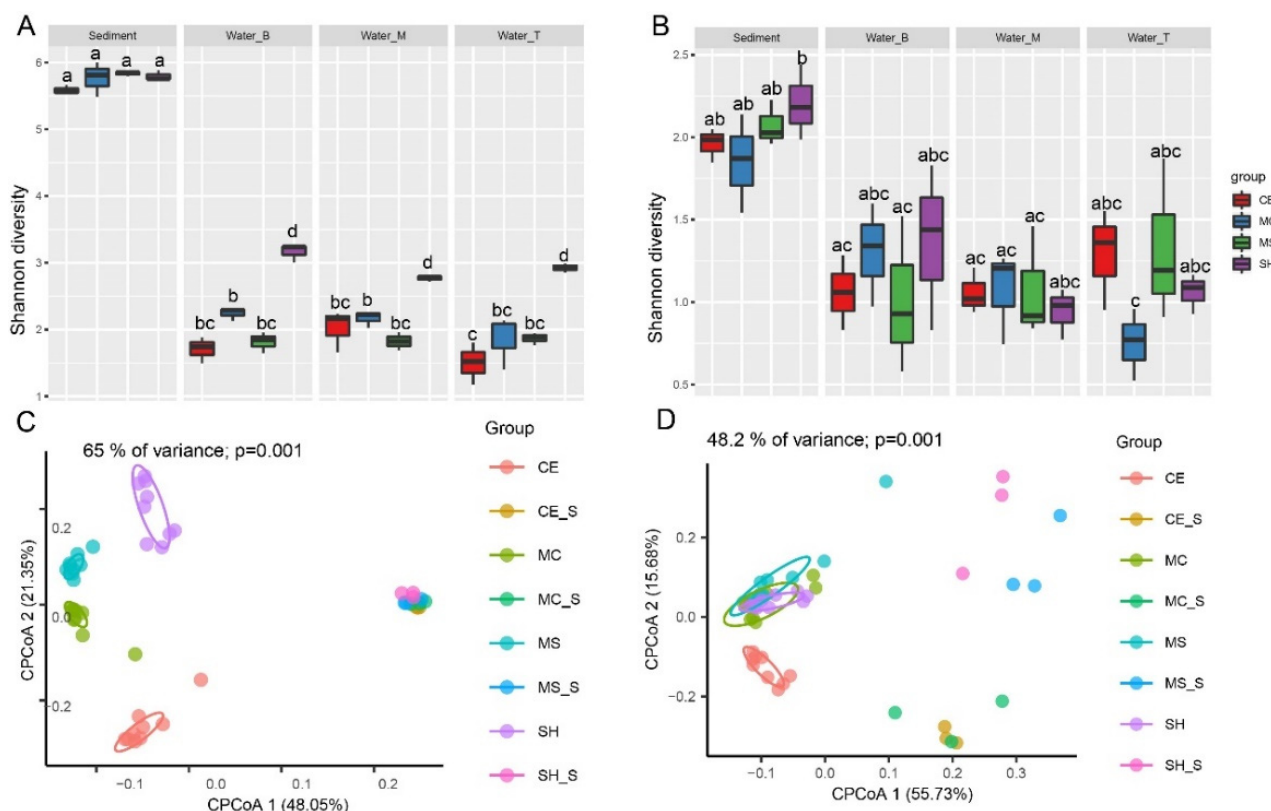 A
Sediment
Water_B
Water_M
Water_T
Shannon diversity
6
5
4
3
2
1
a
a
a
a
bc
b
bc
d
bc
b
bc
d
c
bc
bc
d
B
Sediment
Water_B
Water_M
Water_T
Shannon diversity
2.5
2.0
1.5
1.0
0.5
ab
ab
ab
b
ac
abc
ac
abc
ac
ac
ac
abc
abc
c
abc
abc
group
CE
MC
MS
SH
C
65 % of variance; p=0.001
CPCoA 2 (21.35%)
0.2
0.0
-0.2
-0.1
0.0
0.1
0.2
CPCoA 1 (48.05%)
Group
CE
CE_S
MC
MC_S
MS
MS_S
SH
SH_S
D
48.2 % of variance; p=0.001
CPCoA 2 (15.68%)
0.2
0.0
-0.2
-0.1
0.0
0.1
0.2
0.3
CPCoA 1 (55.73%)
Group
CE
CE_S
MC
MC_S
MS
MS_S
SH
SH_S